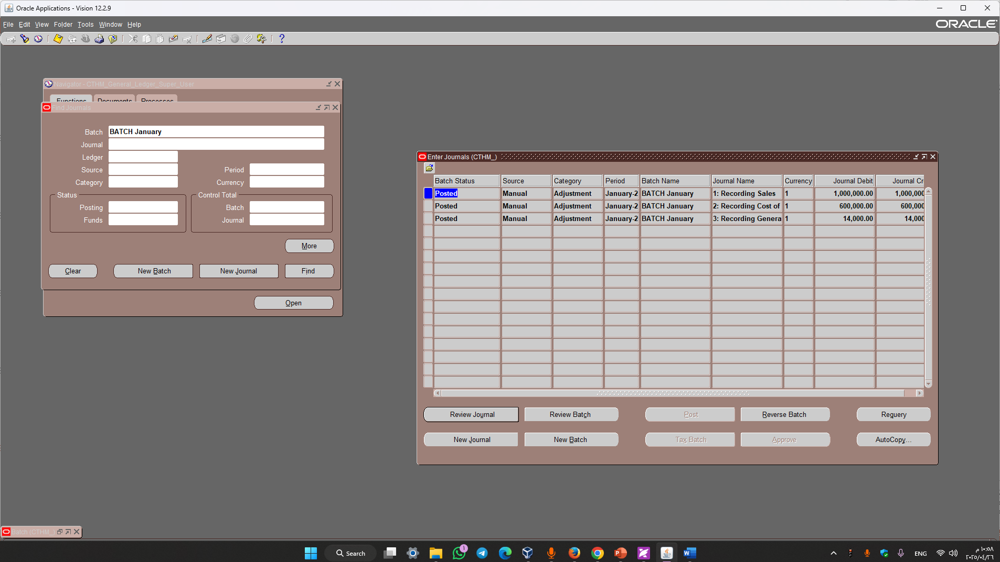 Oracle Applications - Vision 12.2.9
File Edit View Folder Tools Window Help
ORACLE
Navigator - CTHM_General_Ledger_Super_User
Functions Documents Processes
Find Journals
Batch BATCH January
Journal
Ledger
Source Period
Category Currency
Status Control Total
Posting Batch
Funds Journal
More
Clear New Batch New Journal Find
Open
Enter Journals (CTHM_)
Batch Status Source Category Period Batch Name Journal Name Currency Journal Debit Journal Cr
Posted Manual Adjustment January-2 BATCH January 1: Recording Sales 1 1,000,000.00 1,000,000
Posted Manual Adjustment January-2 BATCH January 2: Recording Cost of 1 600,000.00 600,000
Posted Manual Adjustment January-2 BATCH January 3: Recording Genera 1 14,000.00 14,000
Review Journal Review Batch Post Reverse Batch Requery
New Journal New Batch Tax Batch Approve AutoCopy...
Batch (CTHM_)
Search ١ ENG ١٠:٥٨ م
٢٠٢٥/٠٤/٢٦